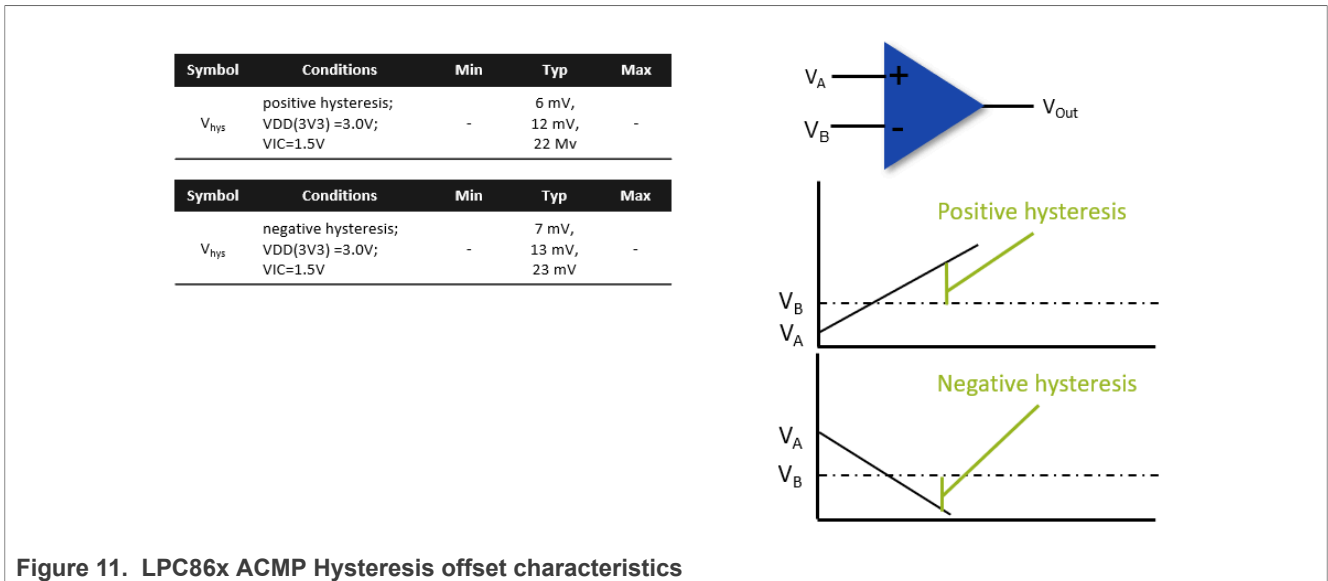 Symbol Conditions Min Typ Max
positive hysteresis; 6 mV,
Vhys VDD(3V3) =3.0V; - 12 mV, -
VIC=1.5V 22 Mv
Symbol Conditions Min Typ Max
negative hysteresis; 7 mV,
Vhys VDD(3V3) =3.0V; - 13 mV, -
VIC=1.5V 23 mV
VA +
VB -
VOut
Positive hysteresis
VB
VA
Negative hysteresis
VA
VB
Figure 11. LPC86x ACMP Hysteresis offset characteristics